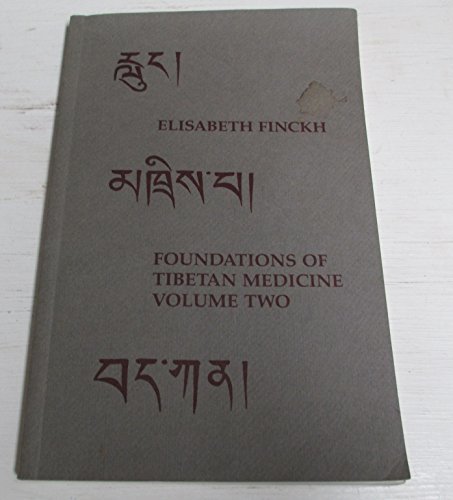 རླུང།
ELISABETH FINCKH
མཁྲིས་པ།
FOUNDATIONS OF
TIBETAN MEDICINE
VOLUME TWO
བད་ཀན།